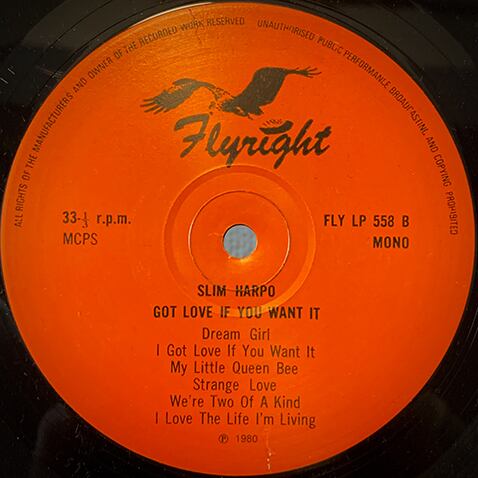 ALL RIGHTS OF THE MANUFACTURERS AND OWNER OF THE RECORDED WORK RESERVED
UNAUTHORISED PUBLIC PERFORMANCE, BROADCASTING, AND COPYING PROHIBITED
Flyright
33-⅓ r.p.m.
MCPS
FLY LP 558 B
MONO
SLIM HARPO
GOT LOVE IF YOU WANT IT
Dream Girl
I Got Love If You Want It
My Little Queen Bee
Strange Love
We're Two Of A Kind
I Love The Life I'm Living
℗ 1980